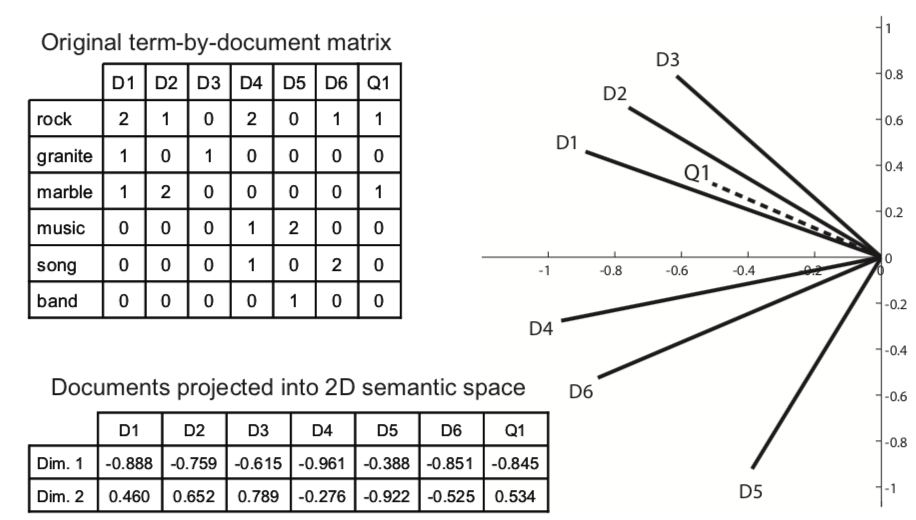 Original term-by-document matrix
D1 D2 D3 D4 D5 D6 Q1
rock 2 1 0 2 0 1 1
granite 1 0 1 0 0 0 0
marble 1 2 0 0 0 0 1
music 0 0 0 1 2 0 0
song 0 0 0 1 0 2 0
band 0 0 0 0 1 0 0
Documents projected into 2D semantic space
D1 D2 D3 D4 D5 D6 Q1
Dim. 1 -0.888 -0.759 -0.615 -0.961 -0.388 -0.851 -0.845
Dim. 2 0.460 0.652 0.789 -0.276 -0.922 -0.525 0.534
1
D3
0.8
D2
0.6
D1
0.4
Q1
0.2
0
-1 -0.8 -0.6 -0.4 -0.2 0
-0.2
D4
-0.4
D6
-0.6
-0.8
D5
-1